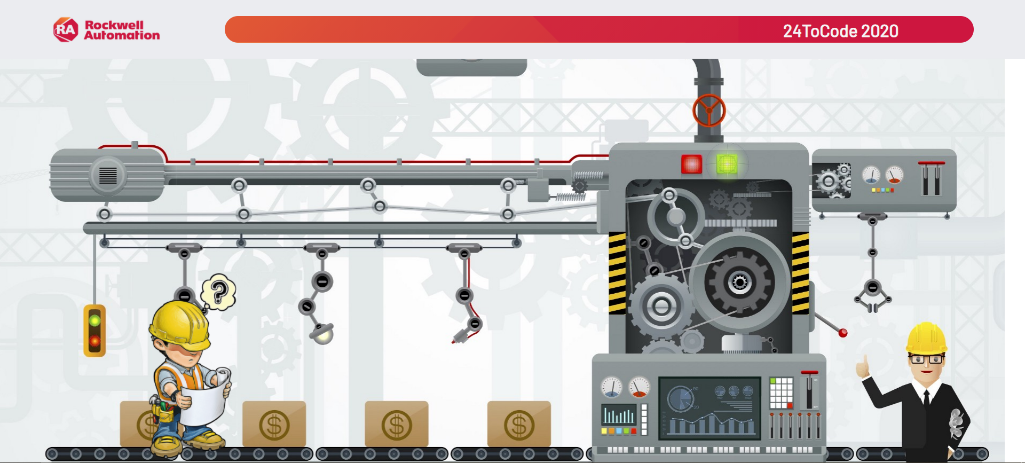 RA
Rockwell
Automation
24ToCode 2020
?
$
$
$
$